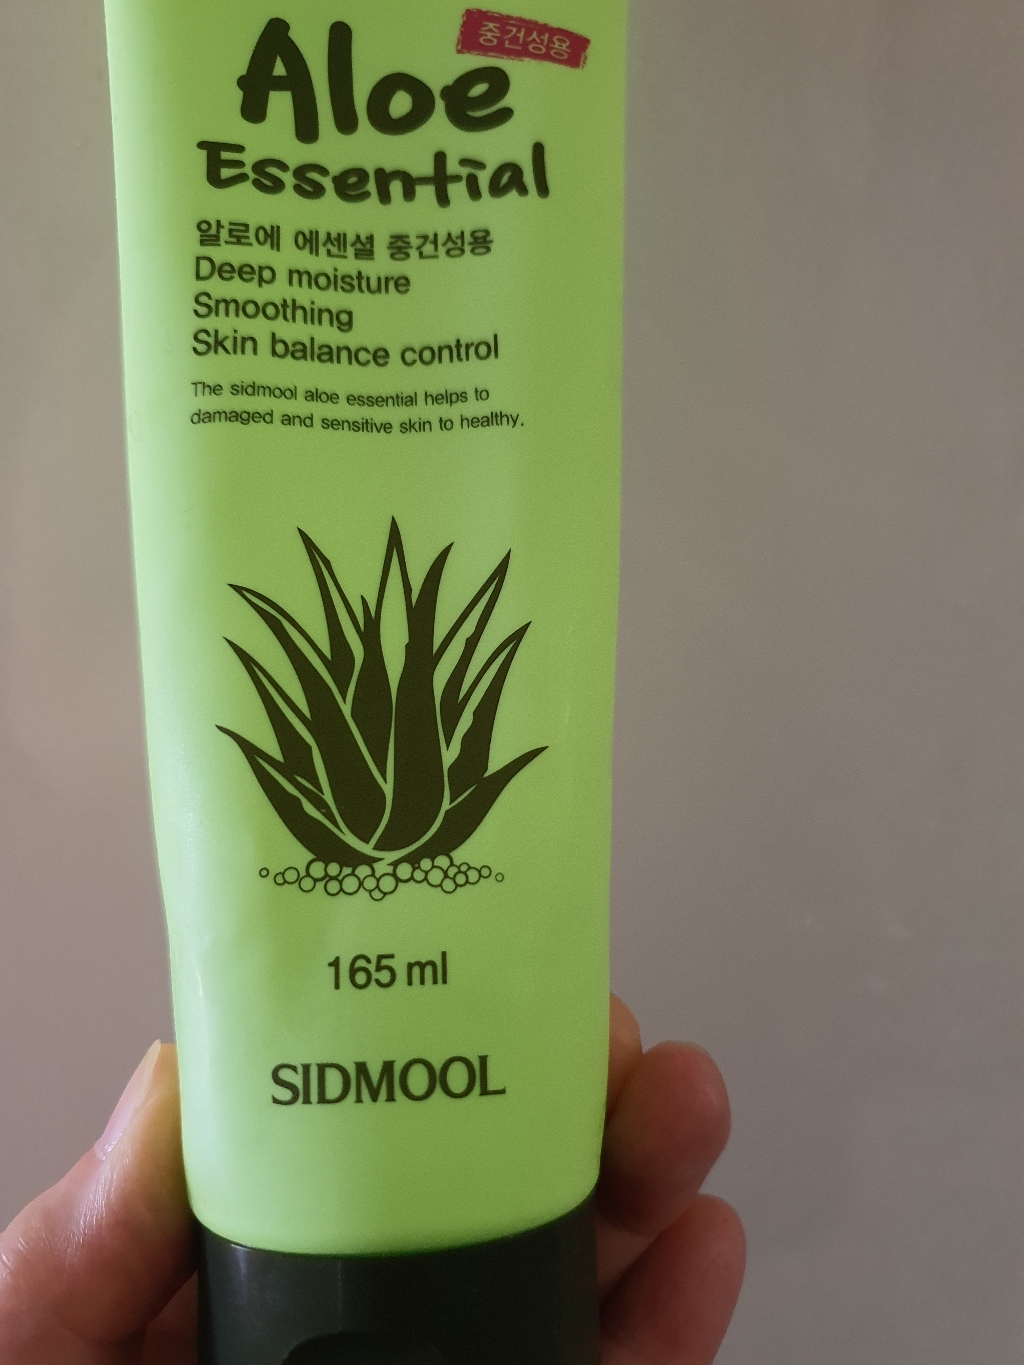 중건성용
Aloe
Essential
알로에 에센셜 중건성용
Deep moisture
Smoothing
Skin balance control
The sidmool aloe essential helps to
damaged and sensitive skin to healthy.
165 ml
SIDMOOL